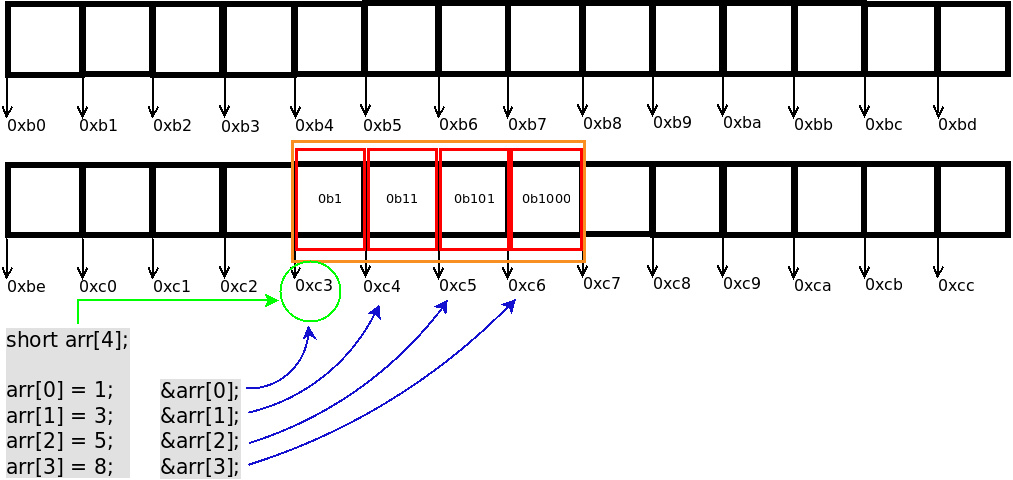 0xb0 0xb1 0xb2 0xb3 0xb4 0xb5 0xb6 0xb7 0xb8 0xb9 0xba 0xbb 0xbc 0xbd
0b1 0b11 0b101 0b1000
0xbe 0xc0 0xc1 0xc2 0xc3 0xc4 0xc5 0xc6 0xc7 0xc8 0xc9 0xca 0xcb 0xcc
short arr[4];
arr[0] = 1; &arr[0];
arr[1] = 3; &arr[1];
arr[2] = 5; &arr[2];
arr[3] = 8; &arr[3];